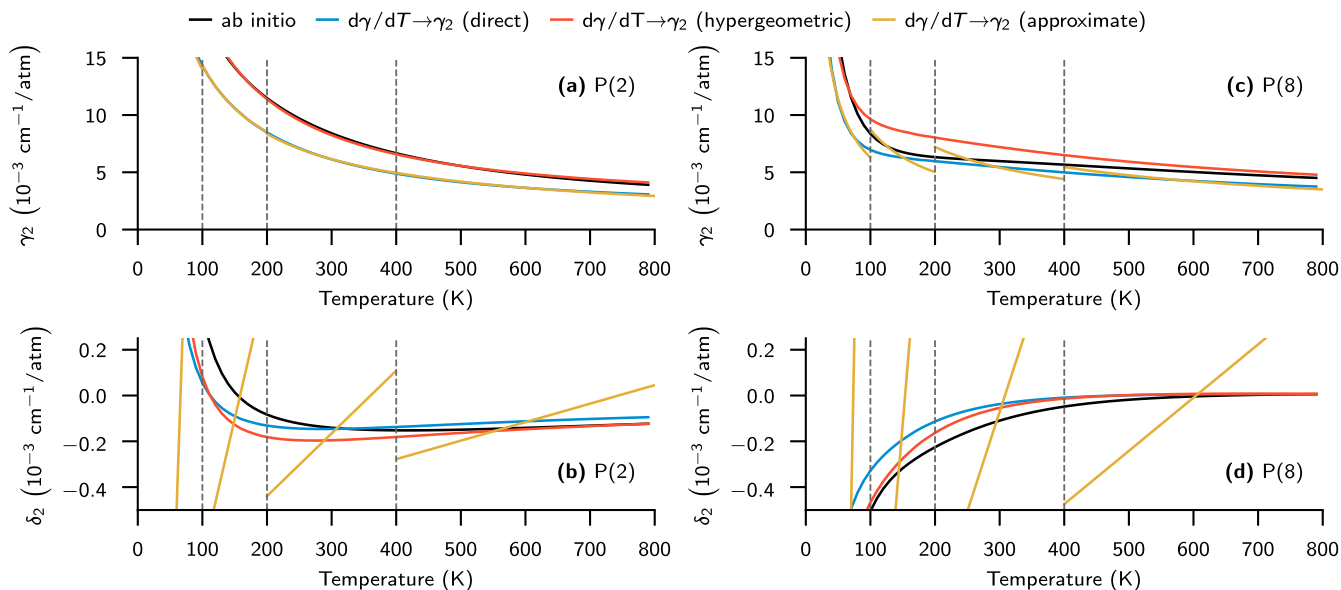 ab initio dγ/dT→γ₂ (direct) dγ/dT→γ₂ (hypergeometric) dγ/dT→γ₂ (approximate)
γ₂ (10⁻³ cm⁻¹/atm)
15
10
5
0
(a) P(2)
0 100 200 300 400 500 600 700 800
Temperature (K)
γ₂ (10⁻³ cm⁻¹/atm)
15
10
5
0
(c) P(8)
0 100 200 300 400 500 600 700 800
Temperature (K)
δ₂ (10⁻³ cm⁻¹/atm)
0.2
0.0
−0.2
−0.4
(b) P(2)
0 100 200 300 400 500 600 700 800
Temperature (K)
δ₂ (10⁻³ cm⁻¹/atm)
0.2
0.0
−0.2
−0.4
(d) P(8)
0 100 200 300 400 500 600 700 800
Temperature (K)